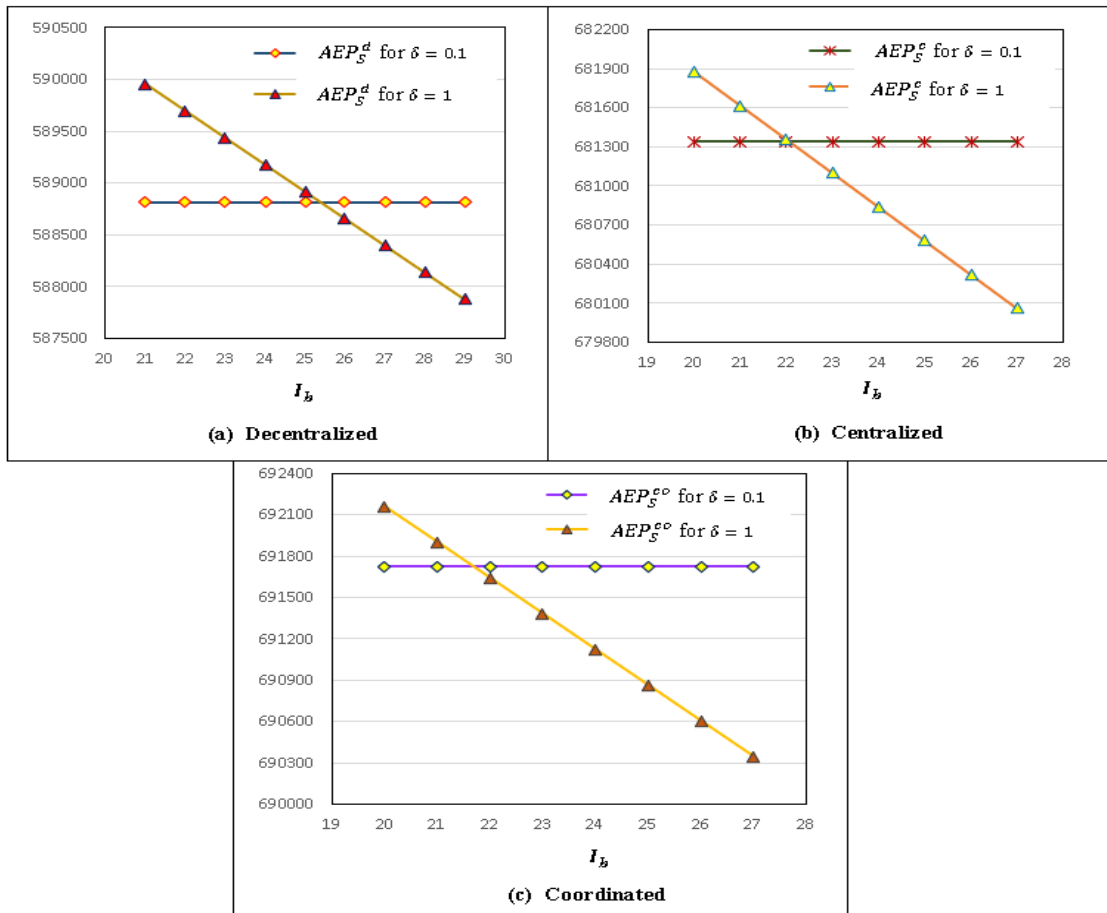 590500
590000
589500
589000
588500
588000
587500
20 21 22 23 24 25 26 27 28 29 30
AEP_S^d for δ = 0.1
AEP_S^d for δ = 1
I_b
(a) Decentralized
682200
681900
681600
681300
681000
680700
680400
680100
679800
19 20 21 22 23 24 25 26 27 28
AEP_S^c for δ = 0.1
AEP_S^c for δ = 1
I_b
(b) Centralized
692400
692100
691800
691500
691200
690900
690600
690300
690000
19 20 21 22 23 24 25 26 27 28
AEP_S^co for δ = 0.1
AEP_S^co for δ = 1
I_b
(c) Coordinated